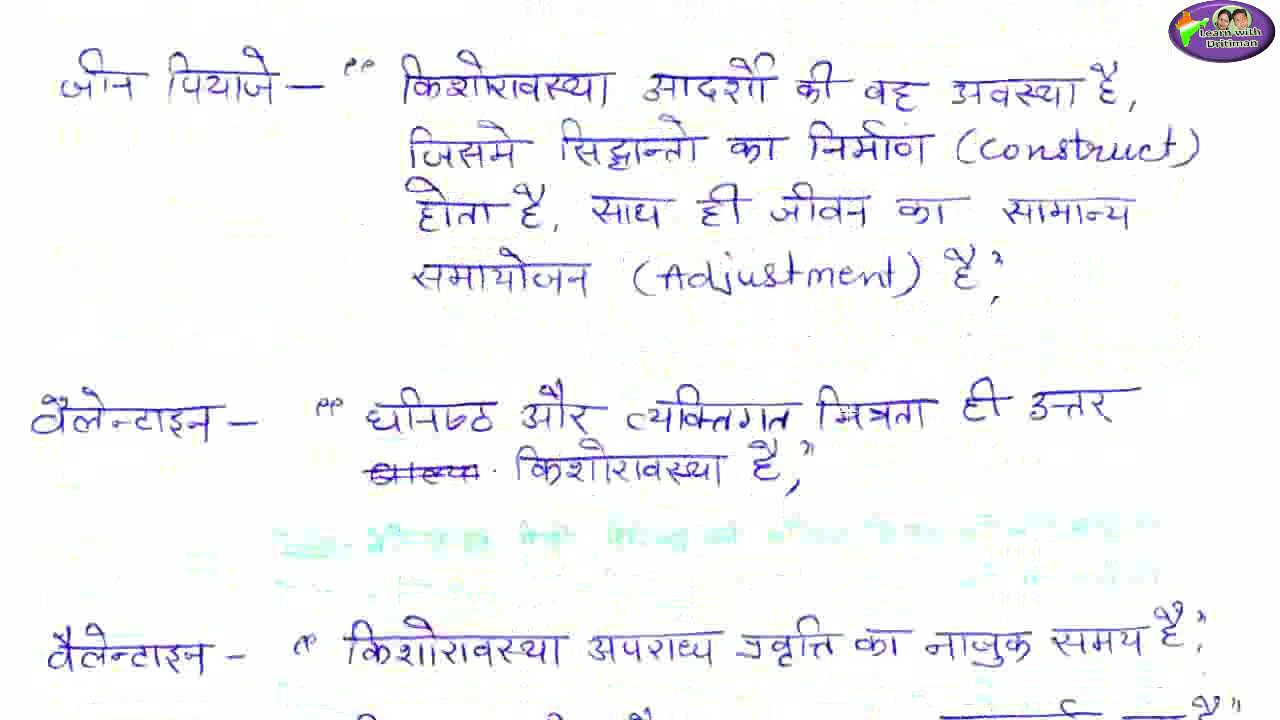 Learn with
Dritiman
जीन पियाजे - " किशोरावस्था आदर्शो की वह अवस्था है,
जिसमे सिद्धान्तो का निर्माण (Construct)
होता है, साथ ही जीवन का सामान्य
समायोजन (Adjustment) है"
वैलेन्टाइन - " घनिष्ठ और व्यक्तिगत मित्रता ही उत्तर
किशोरावस्था है,"
वैलेन्टाइन - " किशोरावस्था अपराध प्रवृत्ति का नाजुक समय है"